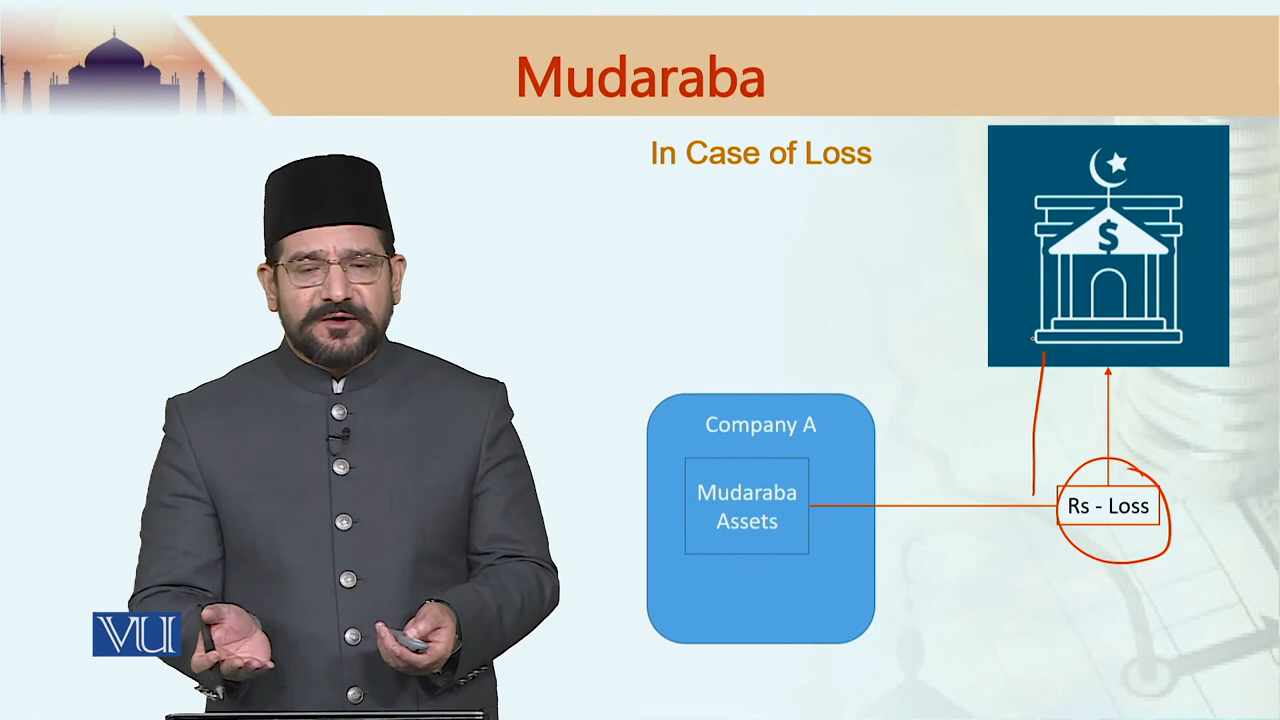 Mudaraba
In Case of Loss
$
Company A
Mudaraba
Assets
Rs - Loss
VU